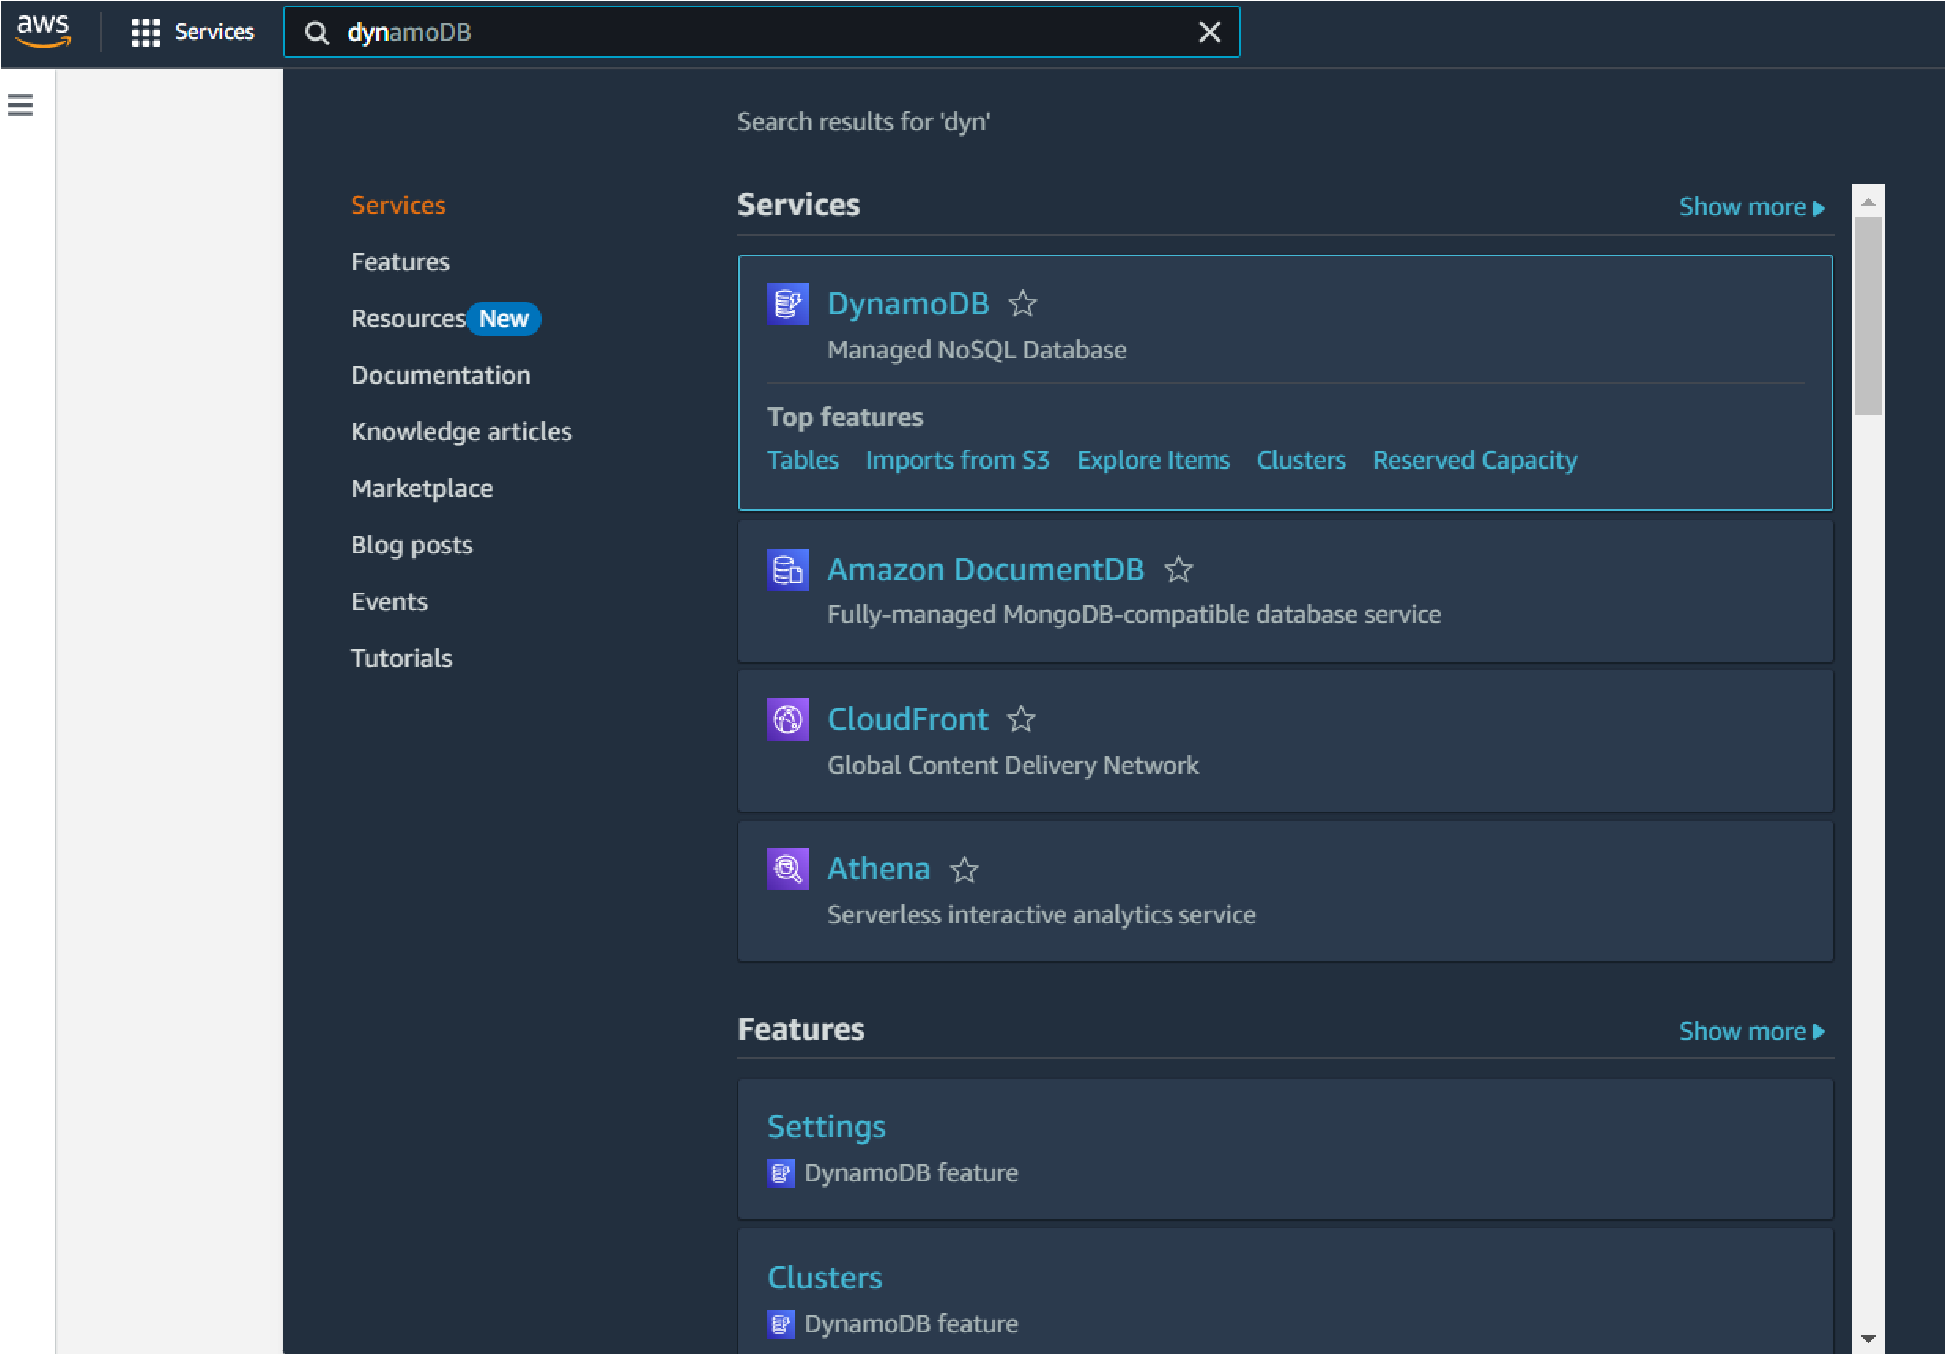 aws
Services
dynamoDB
Search results for 'dyn'
Services
Features
Resources New
Documentation
Knowledge articles
Marketplace
Blog posts
Events
Tutorials
Services
Show more
DynamoDB
Managed NoSQL Database
Top features
Tables Imports from S3 Explore Items Clusters Reserved Capacity
Amazon DocumentDB
Fully-managed MongoDB-compatible database service
CloudFront
Global Content Delivery Network
Athena
Serverless interactive analytics service
Features
Show more
Settings
DynamoDB feature
Clusters
DynamoDB feature